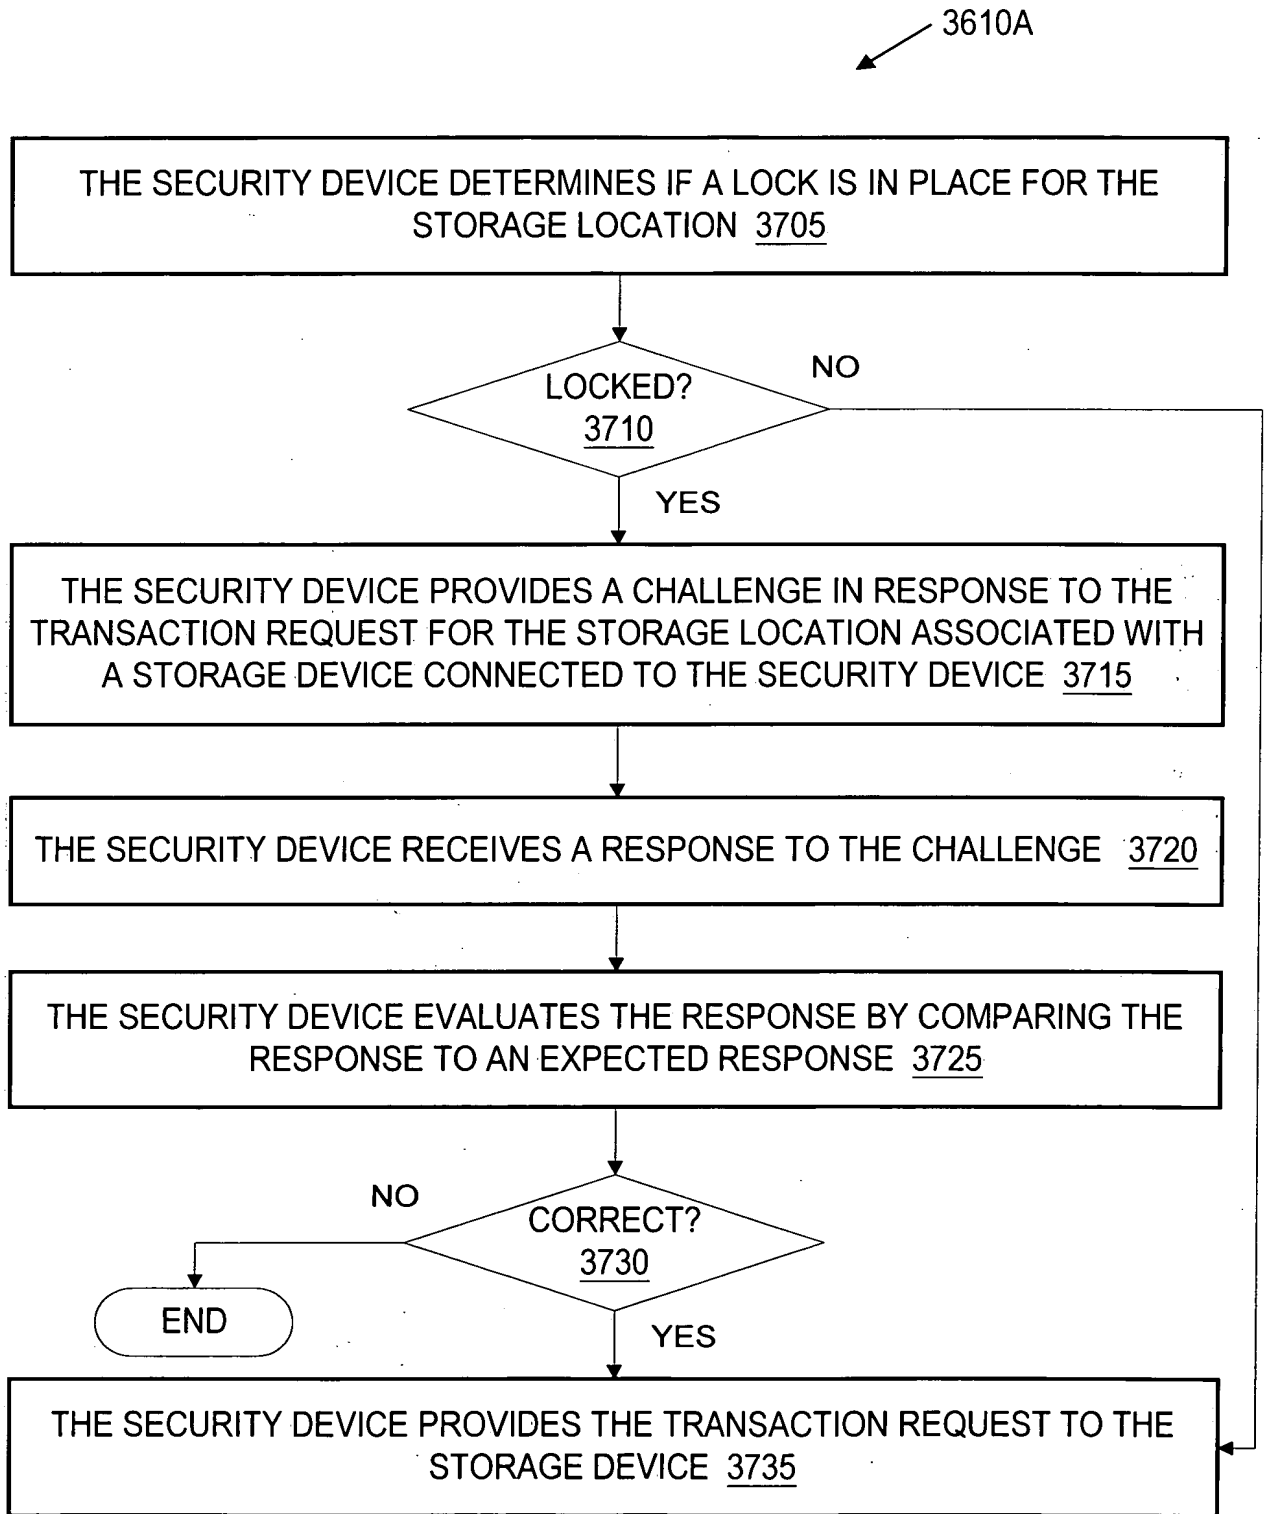 3610A
THE SECURITY DEVICE DETERMINES IF A LOCK IS IN PLACE FOR THE
STORAGE LOCATION 3705
LOCKED?
3710
NO
YES
THE SECURITY DEVICE PROVIDES A CHALLENGE IN RESPONSE TO THE
TRANSACTION REQUEST FOR THE STORAGE LOCATION ASSOCIATED WITH
A STORAGE DEVICE CONNECTED TO THE SECURITY DEVICE 3715
THE SECURITY DEVICE RECEIVES A RESPONSE TO THE CHALLENGE 3720
THE SECURITY DEVICE EVALUATES THE RESPONSE BY COMPARING THE
RESPONSE TO AN EXPECTED RESPONSE 3725
NO
CORRECT?
3730
END
YES
THE SECURITY DEVICE PROVIDES THE TRANSACTION REQUEST TO THE
STORAGE DEVICE 3735